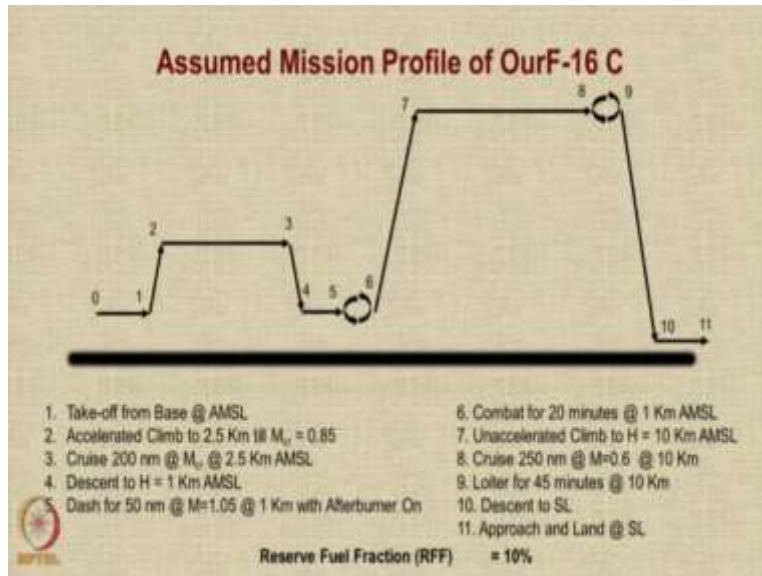 Assumed Mission Profile of OurF-16 C
8
9
7
2
3
0
1
4
5
6
10
11
1. Take-off from Base @ AMSL
2. Accelerated Climb to 2.5 Km till Mcr = 0.85
3. Cruise 200 nm @ Mcr @ 2.5 Km AMSL
4. Descent to H = 1 Km AMSL
5. Dash for 50 nm @ M=1.05 @ 1 Km with Afterburner On
6. Combat for 20 minutes @ 1 Km AMSL
7. Unaccelerated Climb to H = 10 Km AMSL
8. Cruise 250 nm @ M=0.6 @ 10 Km
9. Loiter for 45 minutes @ 10 Km
10. Descent to SL
11. Approach and Land @ SL
Reserve Fuel Fraction (RFF) = 10%
NPTEL